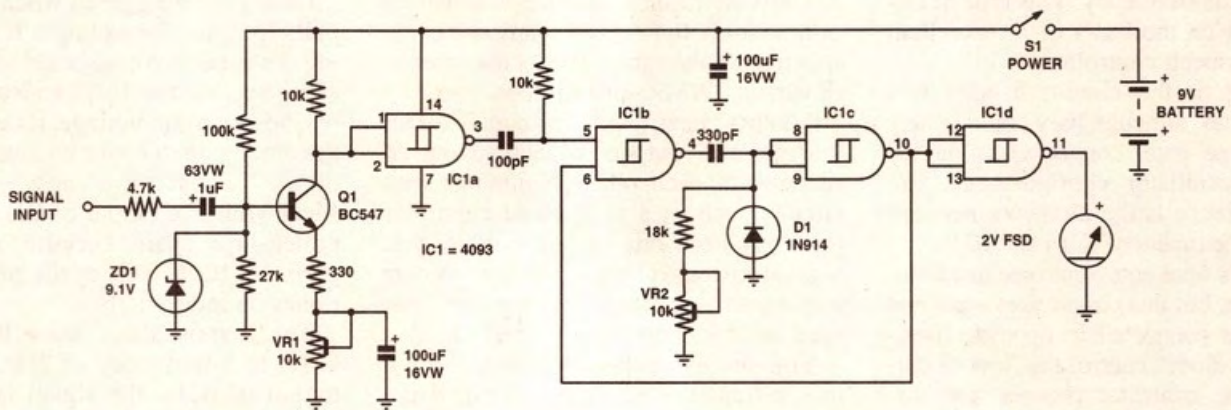 S1
POWER
9V
BATTERY
100uF
16VW
+
+
10k
10k
100k
14
1
2
3
7
IC1a
100pF
IC1b
5
6
4
330pF
IC1c
8
9
10
IC1d
12
13
11
SIGNAL
INPUT
4.7k
63VW
1uF
+
Q1
BC547
IC1 = 4093
ZD1
9.1V
27k
330
VR1
10k
+
100uF
16VW
18k
VR2
10k
D1
1N914
2V FSD
+